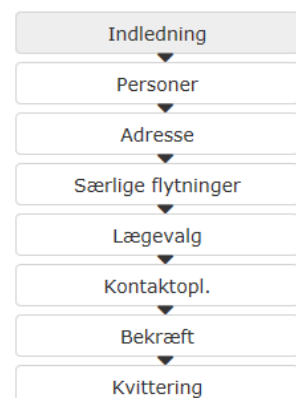 Indledning
Personer
Adresse
Særlige flytninger
Lægevalg
Kontaktopl.
Bekræft
Kvittering